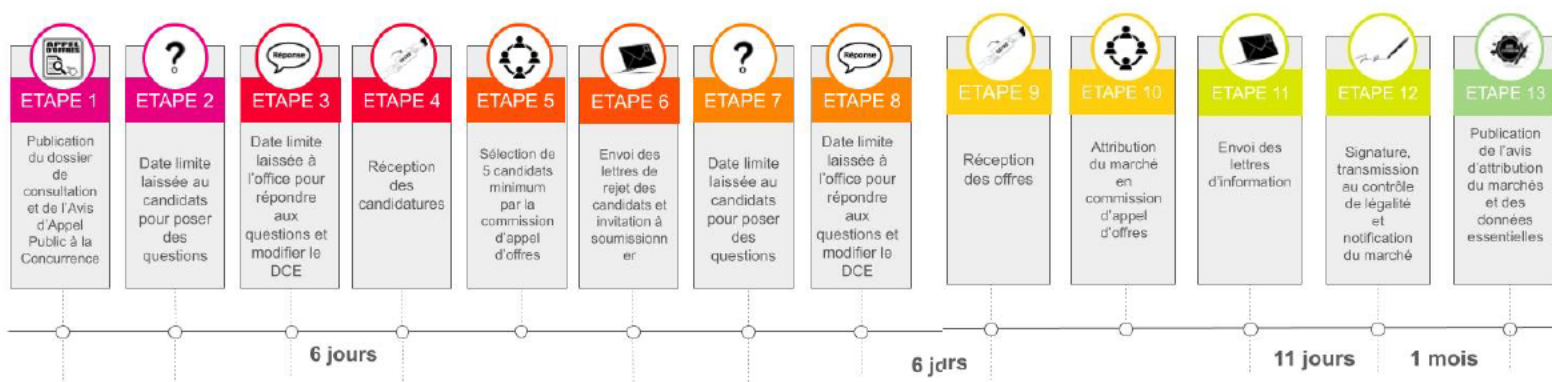 APPEL
D'OFFRES
ETAPE 1
Publication
du dossier
de
consultation
et de l'Avis
d'Appel
Public à la
Concurrence
?
ETAPE 2
Date limite
laissée au
candidats
pour poser
des
questions
Réponse
ETAPE 3
Date limite
laissée à
l'office pour
répondre
aux
questions et
modifier le
DCE
ETAPE 4
Réception
des
candidatures
ETAPE 5
Sélection de
5 candidats
minimum
par la
commission
d'appel
d'offres
ETAPE 6
Envoi des
lettres de
rejet des
candidats et
invitation à
soumissionn
er
?
ETAPE 7
Date limite
laissée au
candidats
pour poser
des
questions
Réponse
ETAPE 8
Date limite
laissée à
l'office pour
répondre
aux
questions et
modifier le
DCE
ETAPE 9
Réception
des offres
ETAPE 10
Attribution
du marché
en
commission
d'appel
d'offres
ETAPE 11
Envoi des
lettres
d'information
ETAPE 12
Signature,
transmission
au contrôle
de légalité
et
notification
du marché
ETAPE 13
Publication
de l'avis
d'attribution
du marchés
et des
données
essentielles
6 jours
6 jours
11 jours
1 mois